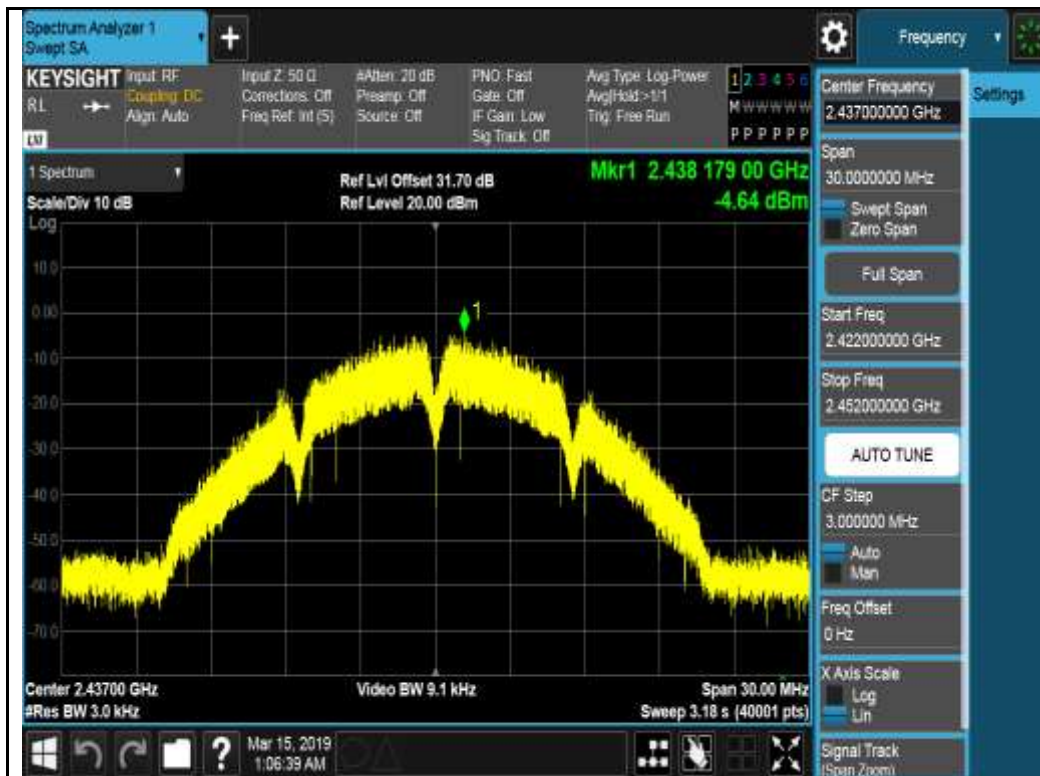 Spectrum Analyzer 1
Swept SA
+
Frequency
KEYSIGHT
RL
Input: RF
Coupling: DC
Align: Auto
Input Z: 50 Ω
Corrections: Off
Freq Ref: Int (S)
#Atten: 20 dB
Preamp: Off
Source: Off
PNO: Fast
Gate: Off
IF Gain: Low
Sig Track: Off
Avg Type: Log-Power
Avg|Hold:>1/1
Trig: Free Run
1 2 3 4 5 6
M W W W W W
P P P P P P
Center Frequency
2.437000000 GHz
Settings
Span
30.0000000 MHz
Swept Span
Zero Span
Full Span
Start Freq
2.422000000 GHz
Stop Freq
2.452000000 GHz
AUTO TUNE
CF Step
3.000000 MHz
Auto
Man
Freq Offset
0 Hz
X Axis Scale
Log
Lin
Signal Track
(Span Zoom)
1 Spectrum
Scale/Div 10 dB
Ref Lvl Offset 31.70 dB
Ref Level 20.00 dBm
Mkr1 2.438 179 00 GHz
-4.64 dBm
Log
10.0
0.00
-10.0
-20.0
-30.0
-40.0
-50.0
-60.0
-70.0
1
Center 2.43700 GHz
#Res BW 3.0 kHz
Video BW 9.1 kHz
Span 30.00 MHz
Sweep 3.18 s (40001 pts)
?
Mar 15, 2019
1:06:39 AM